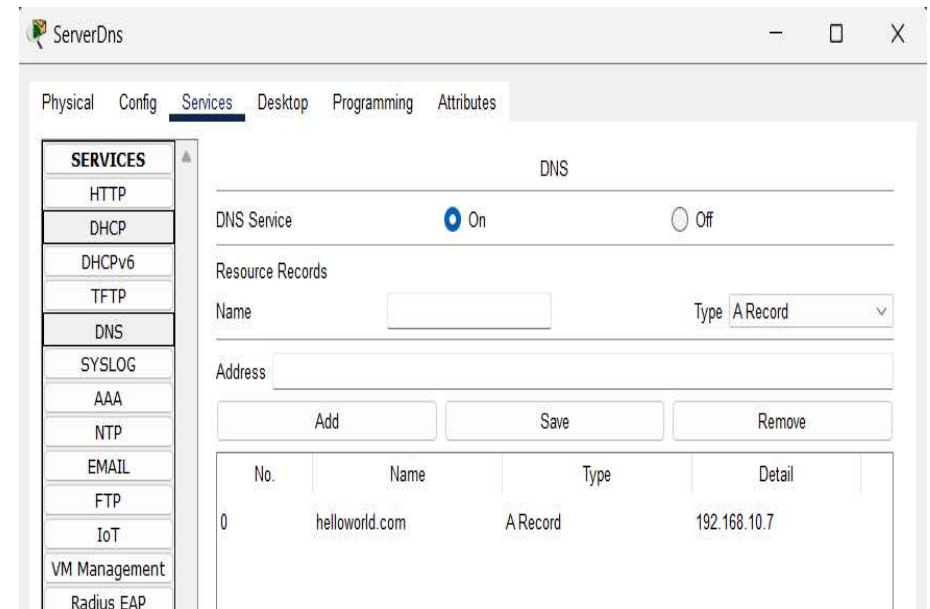 ServerDns
Physical Config Services Desktop Programming Attributes
SERVICES
HTTP
DHCP
DHCPv6
TFTP
DNS
SYSLOG
AAA
NTP
EMAIL
FTP
IoT
VM Management
Radius EAP
DNS
DNS Service On Off
Resource Records
Name Type A Record
Address
Add Save Remove
No. Name Type Detail
0 helloworld.com A Record 192.168.10.7